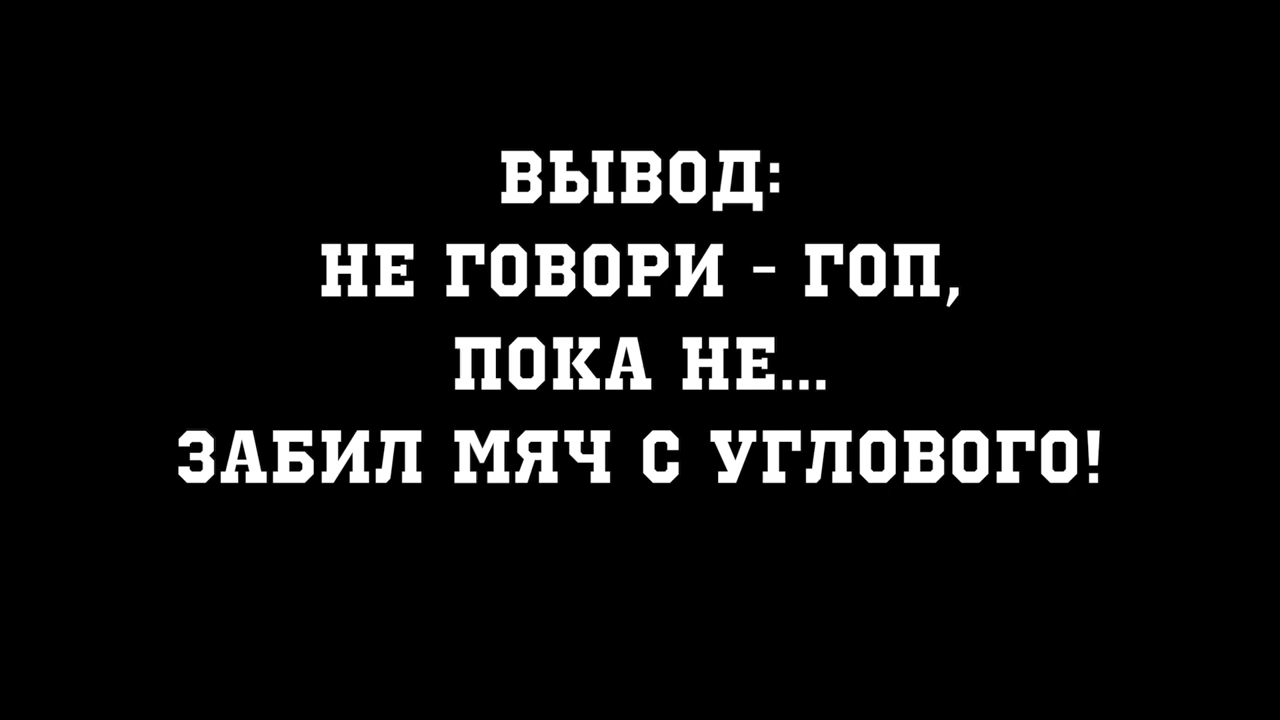 ВЫВОД:
НЕ ГОВОРИ - ГОП,
ПОКА НЕ...
ЗАБИЛ МЯЧ С УГЛОВОГО!